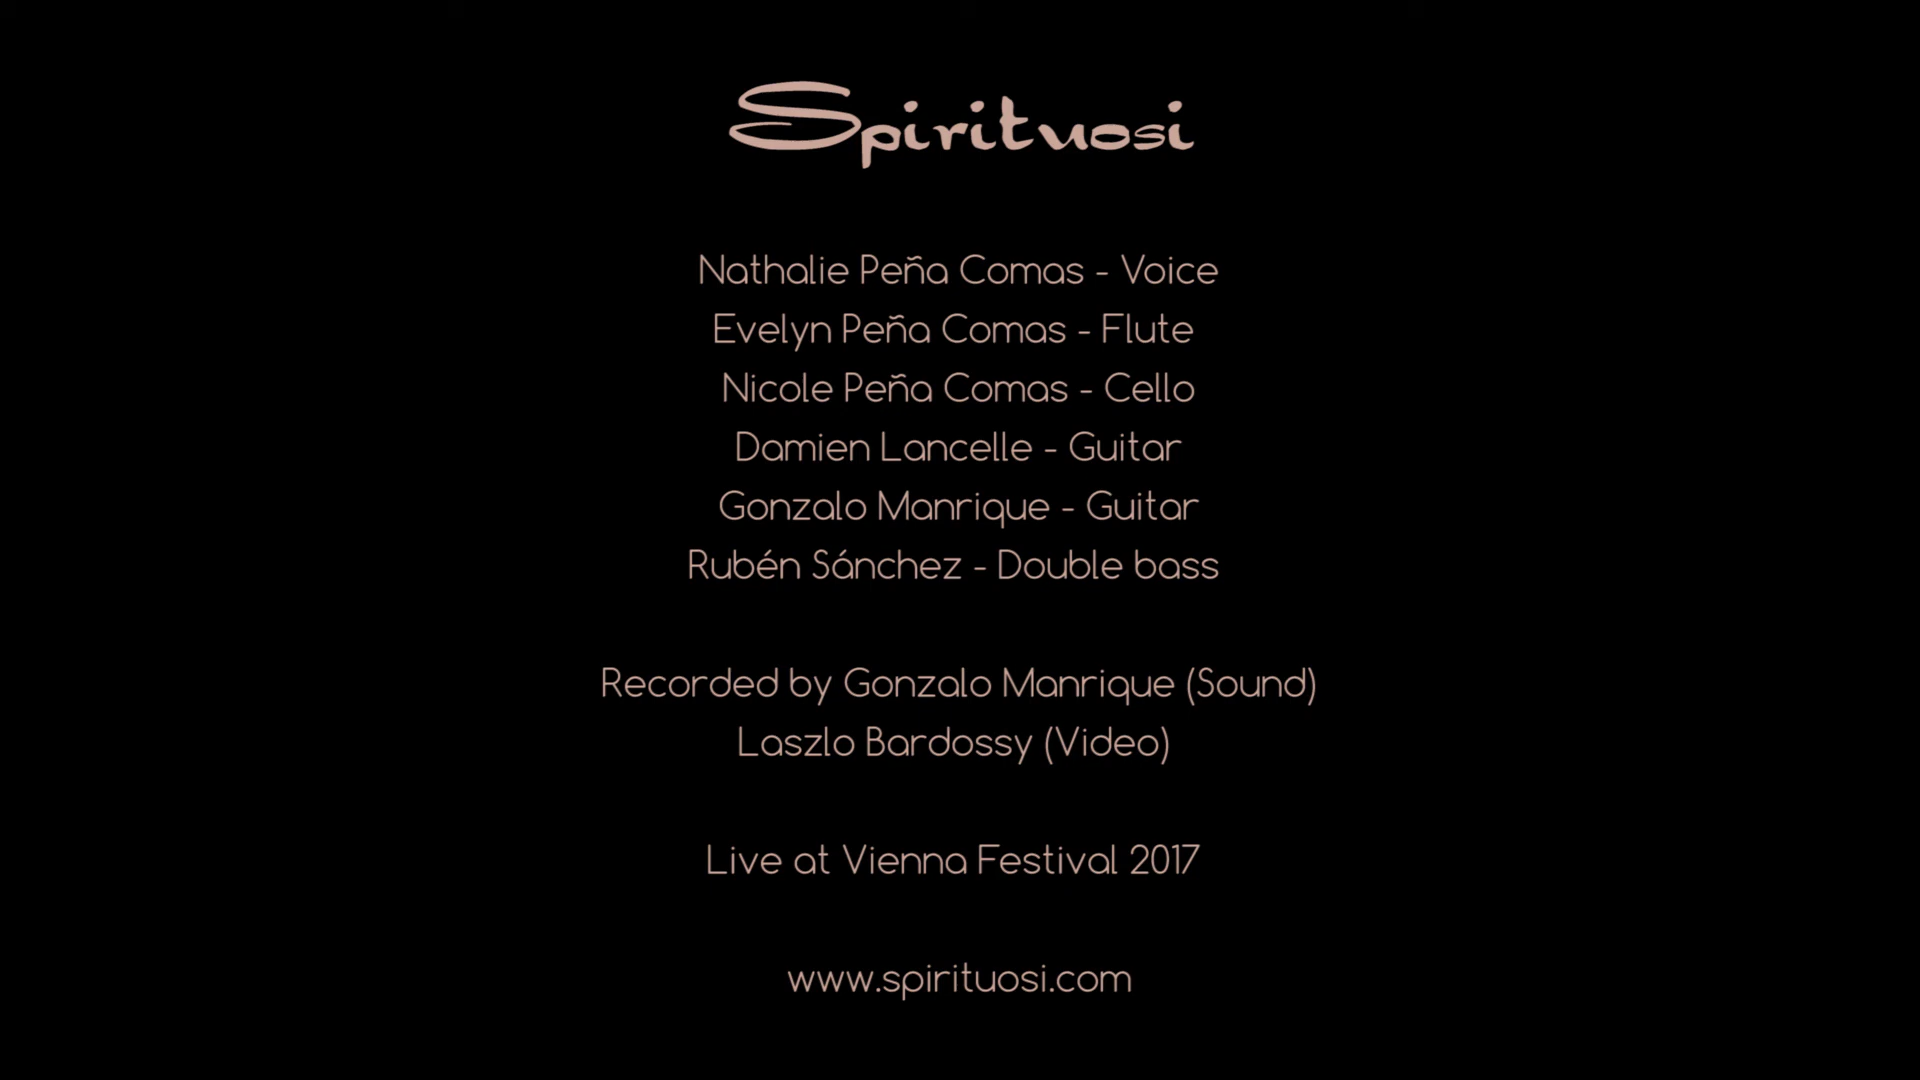 Spirituosi
Nathalie Peña Comas - Voice
Evelyn Peña Comas - Flute
Nicole Peña Comas - Cello
Damien Lancelle - Guitar
Gonzalo Manrique - Guitar
Rubén Sánchez - Double bass
Recorded by Gonzalo Manrique (Sound)
Laszlo Bardossy (Video)
Live at Vienna Festival 2017
www.spirituosi.com